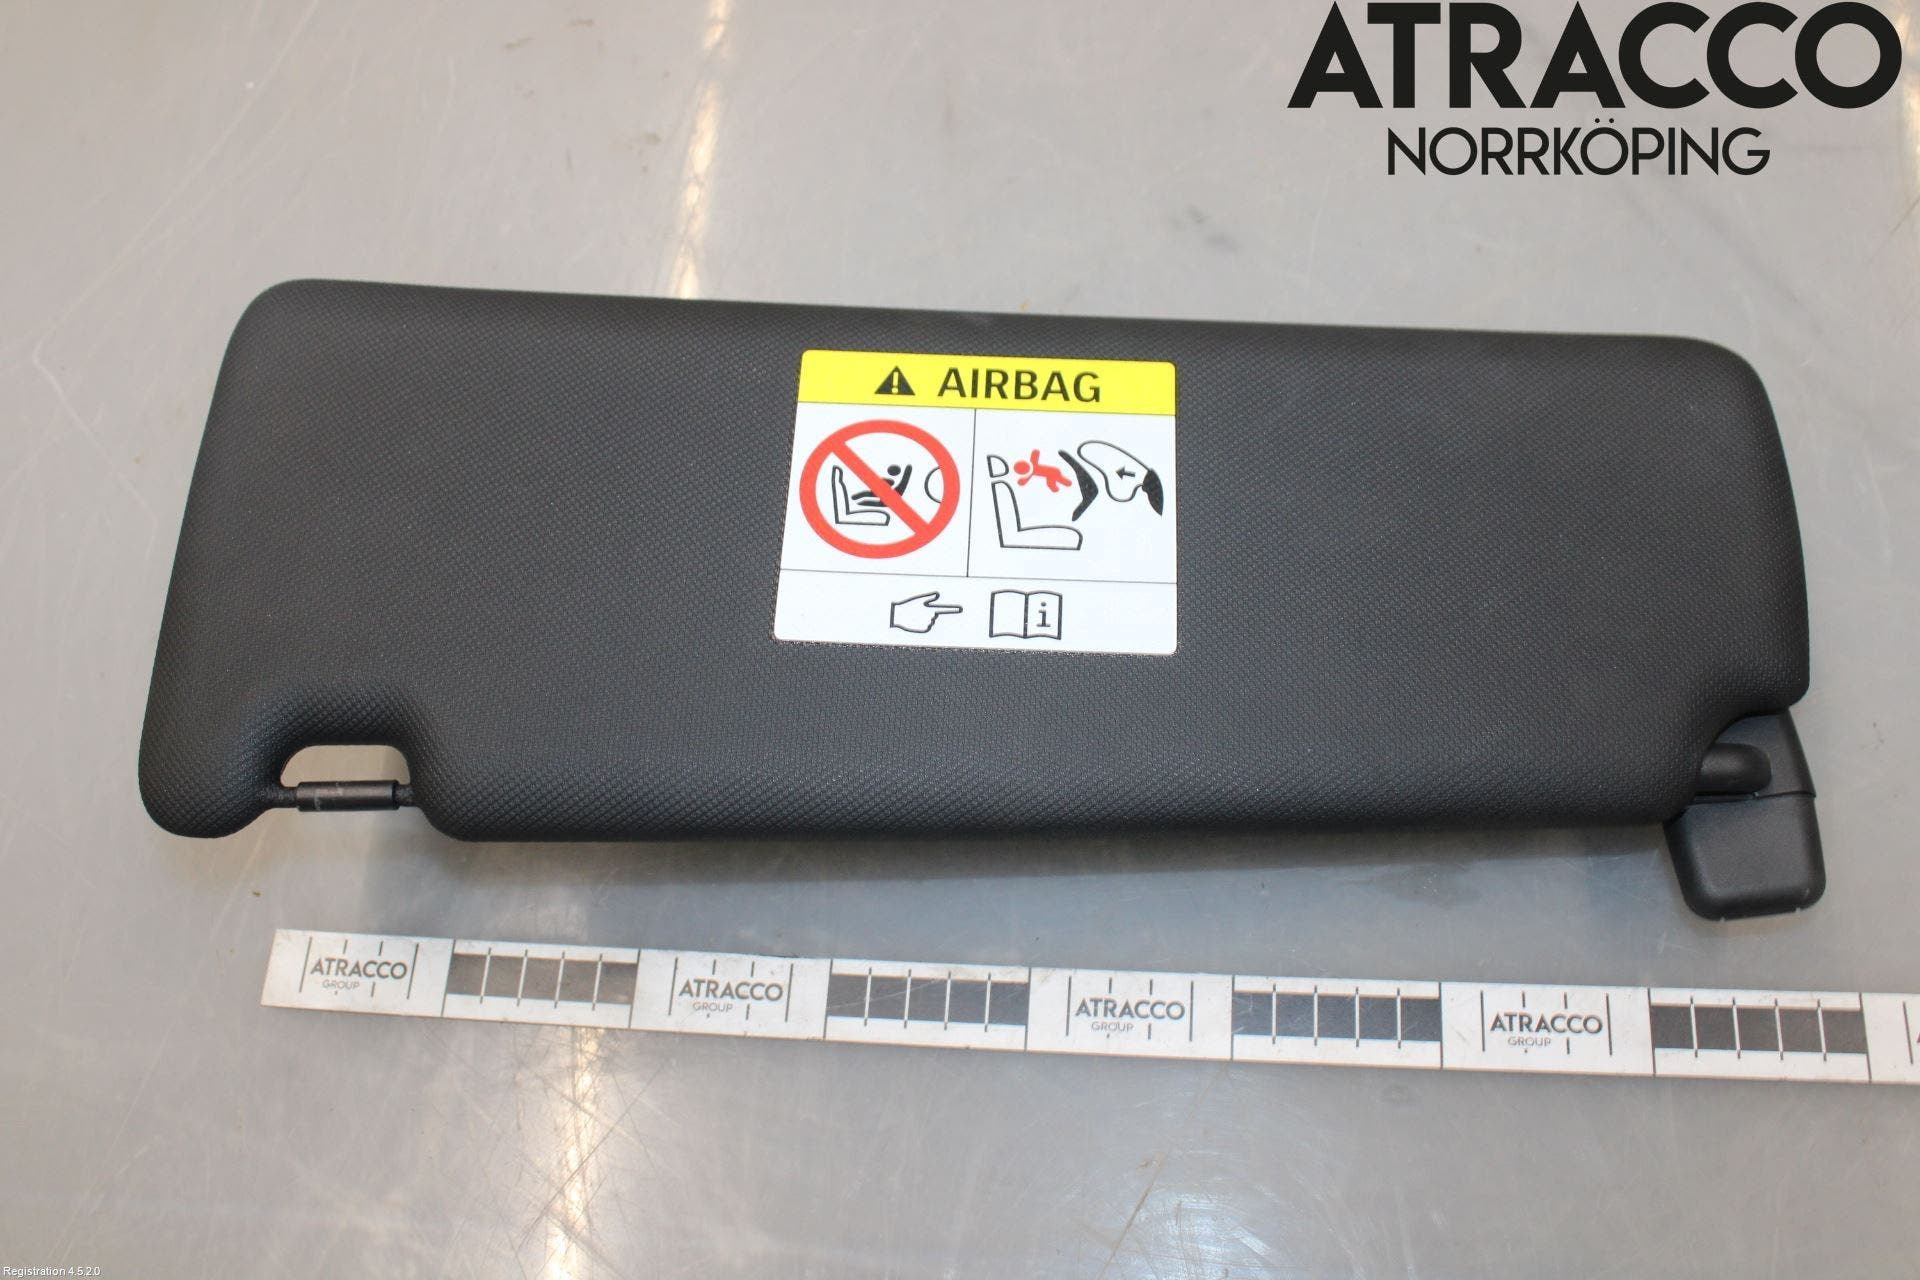 ATRACCO
NORRKÖPING
AIRBAG
i
ATRACCO
GROUP
ATRACCO
GROUP
ATRACCO
GROUP
ATRACCO
GROUP
Registration 4.5.2.0